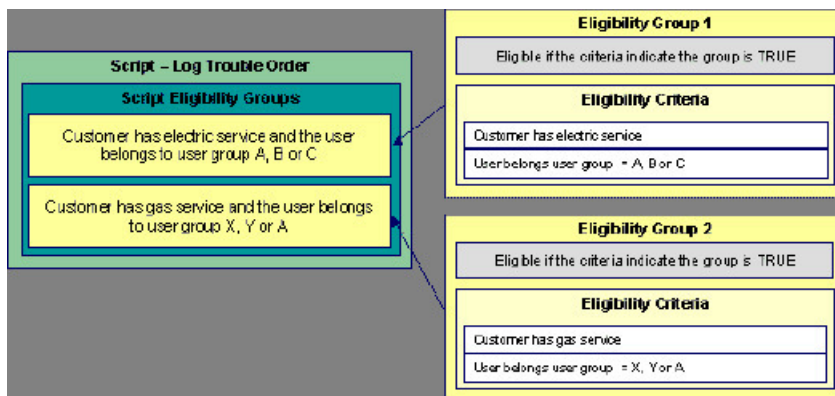 Script – Log Trouble Order
Script Eligibility Groups
Customer has electric service and the user
belongs to user group A, B or C
Customer has gas service and the user belongs
to user group X, Y or A
Eligibility Group 1
Eligible if the criteria indicate the group is TRUE
Eligibility Criteria
Customer has electric service
User belongs user group = A, B or C
Eligibility Group 2
Eligible if the criteria indicate the group is TRUE
Eligibility Criteria
Customer has gas service
User belongs user group = X, Y or A